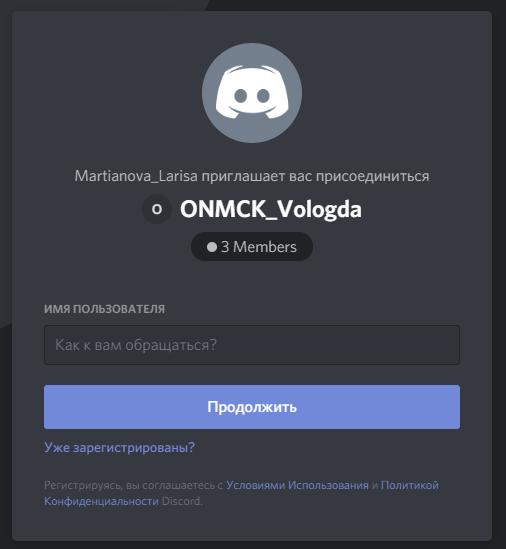 Martianova_Larisa приглашает вас присоединиться
O ONMCK_Vologda
3 Members
ИМЯ ПОЛЬЗОВАТЕЛЯ
Как к вам обращаться?
Продолжить
Уже зарегистрированы?
Регистрируясь, вы соглашаетесь с Условиями Использования и Политикой
Конфиденциальности Discord.